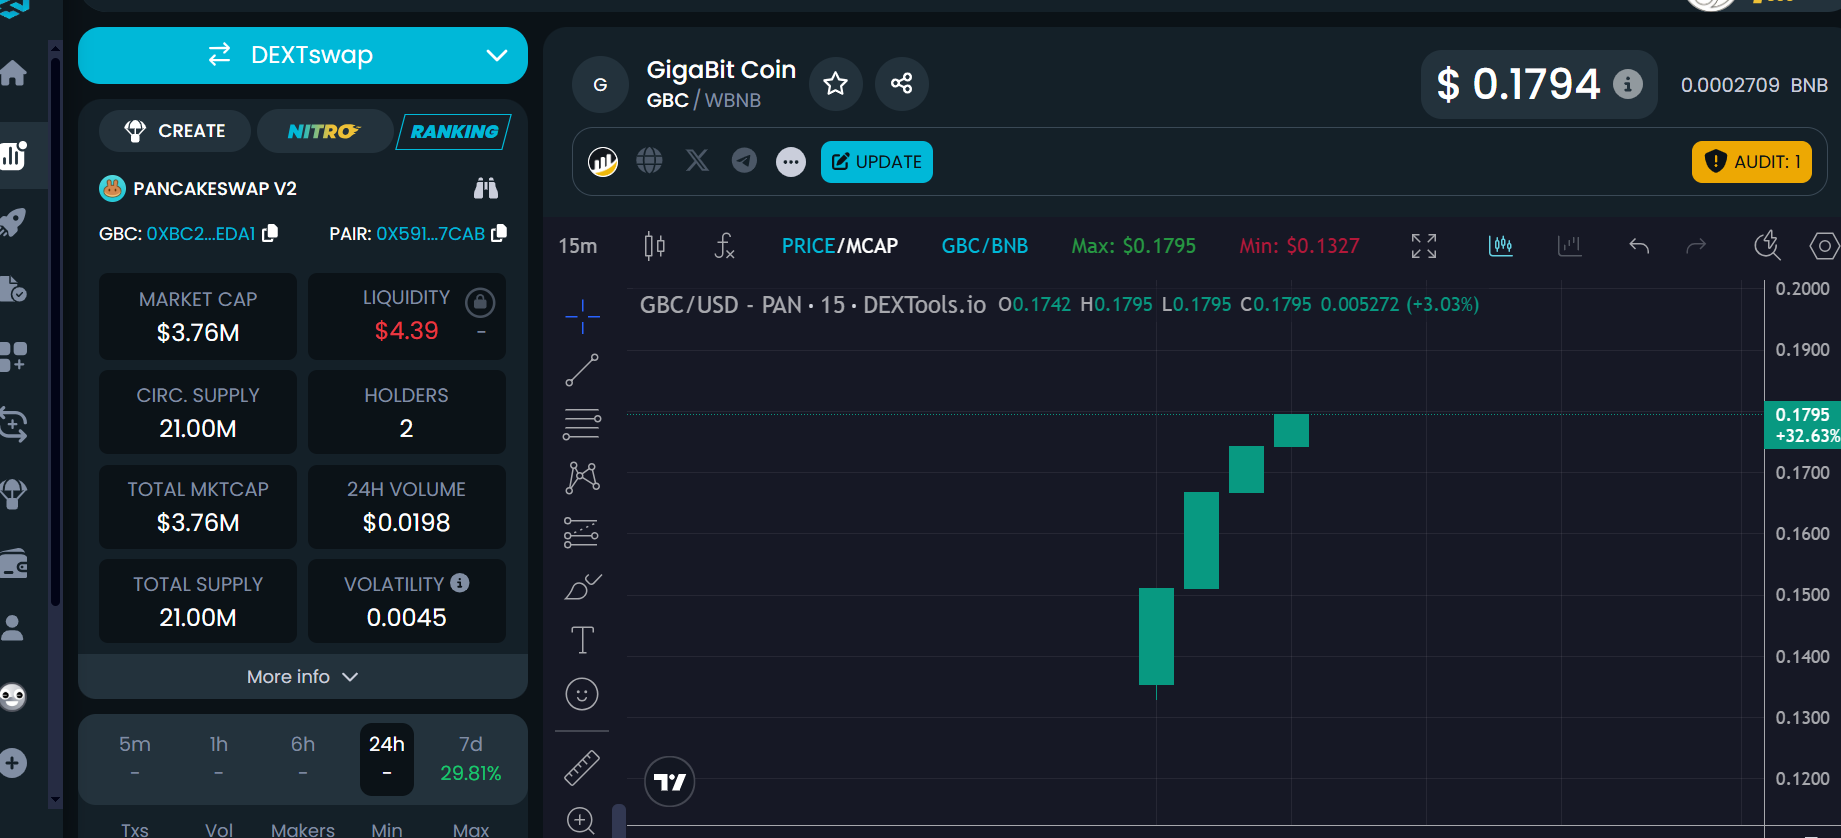 DEXTswap
CREATE
NITRO
RANKING
PANCAKESWAP V2
GBC: 0XBC2...EDA1
PAIR: 0X591...7CAB
MARKET CAP
$3.76M
LIQUIDITY
$4.39
-
CIRC. SUPPLY
21.00M
HOLDERS
2
TOTAL MKTCAP
$3.76M
24H VOLUME
$0.0198
TOTAL SUPPLY
21.00M
VOLATILITY
0.0045
More info
5m
-
1h
-
6h
-
24h
-
7d
29.81%
Txs Vol Makers Min Max
G
GigaBit Coin
GBC / WBNB
$ 0.1794
0.0002709 BNB
UPDATE
AUDIT: 1
15m
PRICE/MCAP
GBC/BNB
Max: $0.1795
Min: $0.1327
GBC/USD - PAN · 15 · DEXTools.io O0.1742 H0.1795 L0.1795 C0.1795 0.005272 (+3.03%)
0.2000
0.1900
0.1795
+32.63%
0.1700
0.1600
0.1500
0.1400
0.1300
0.1200